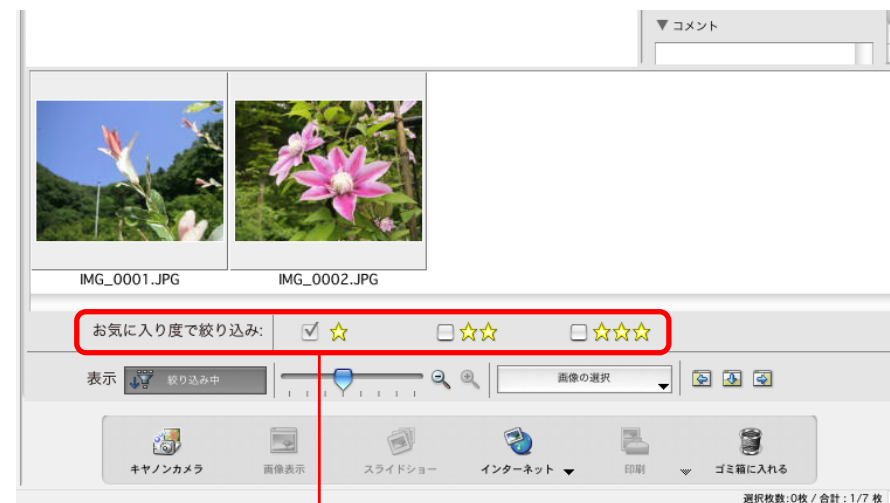 ▼ コメント
IMG_0001.JPG
IMG_0002.JPG
お気に入り度で絞り込み:
表示
絞り込み中
画像の選択
キヤノンカメラ
画像表示
スライドショー
インターネット
印刷
ゴミ箱に入れる
選択枚数:0枚 / 合計 : 1/7 枚